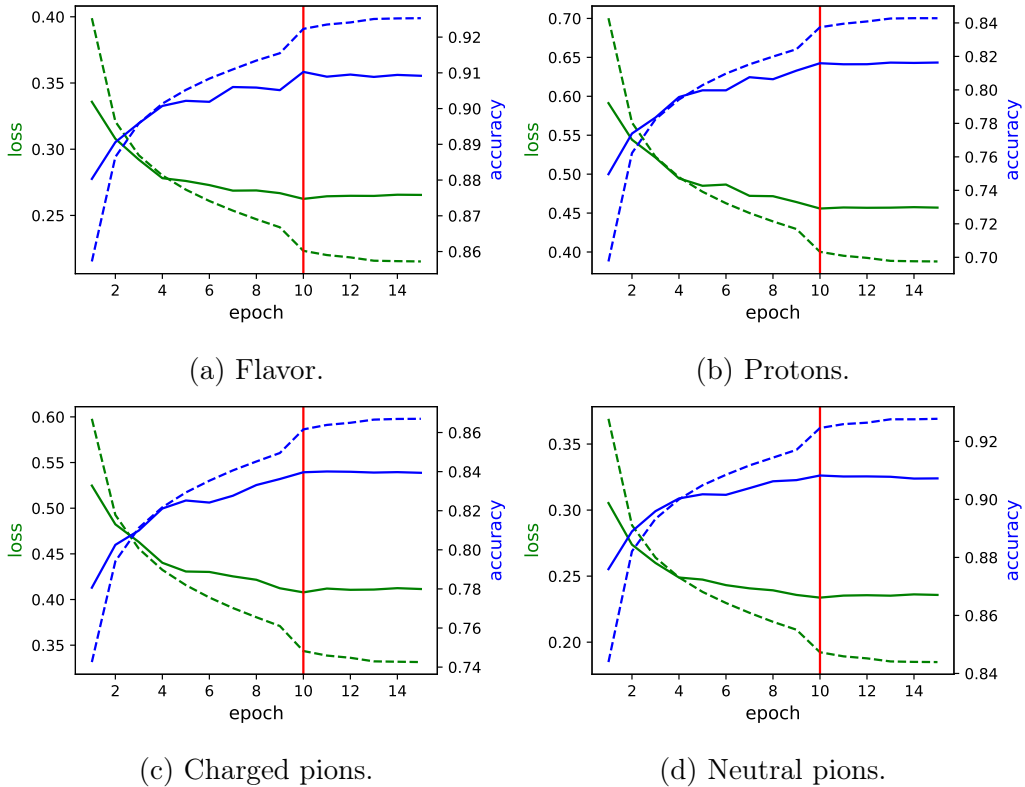 0.40
0.35
0.30
0.25
loss
0.92
0.91
0.90
0.89
0.88
0.87
0.86
accuracy
2 4 6 8 10 12 14
epoch
(a) Flavor.
0.70
0.65
0.60
0.55
0.50
0.45
0.40
loss
0.84
0.82
0.80
0.78
0.76
0.74
0.72
0.70
accuracy
2 4 6 8 10 12 14
epoch
(b) Protons.
0.60
0.55
0.50
0.45
0.40
0.35
loss
0.86
0.84
0.82
0.80
0.78
0.76
0.74
accuracy
2 4 6 8 10 12 14
epoch
(c) Charged pions.
0.35
0.30
0.25
0.20
loss
0.92
0.90
0.88
0.86
0.84
accuracy
2 4 6 8 10 12 14
epoch
(d) Neutral pions.